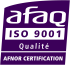 afaq
ISO 9001
Qualité
AFNOR CERTIFICATION